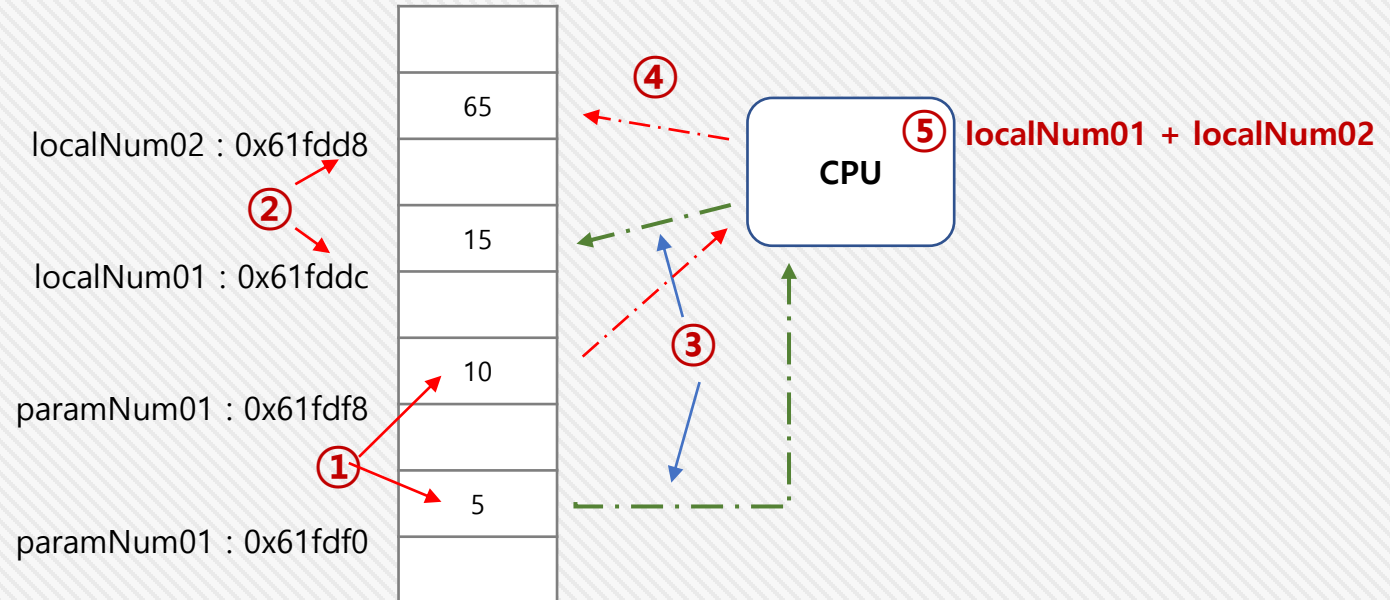 ④
65
⑤ localNum01 + localNum02
localNum02 : 0x61fdd8
CPU
②
15
localNum01 : 0x61fddc
③
10
paramNum01 : 0x61fdf8
①
5
paramNum01 : 0x61fdf0